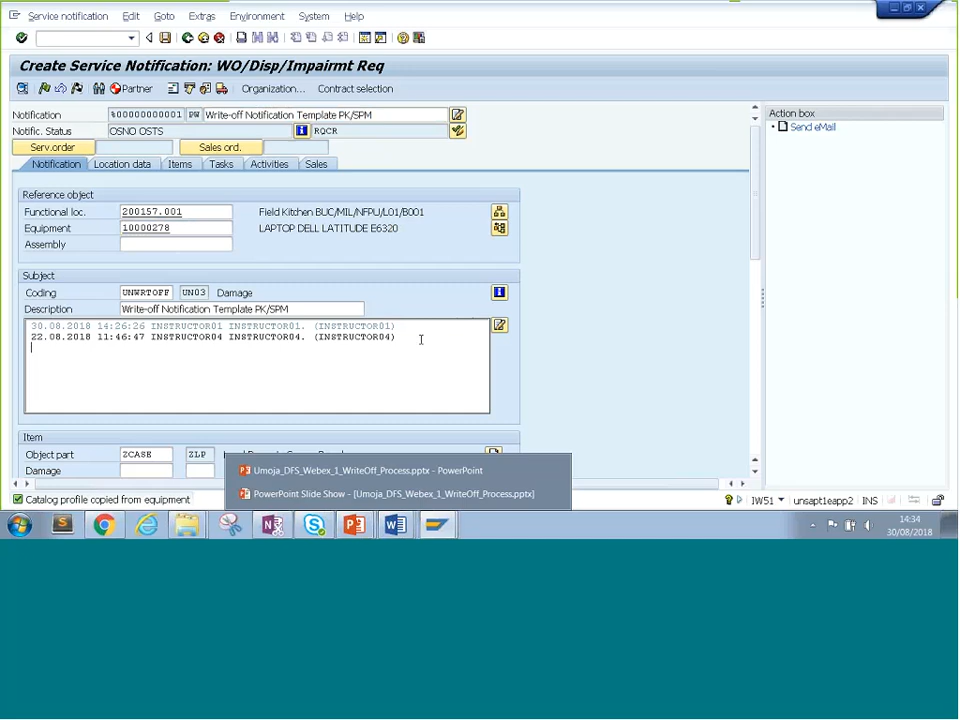 Service notification Edit Goto Extras Environment System Help
Create Service Notification: WO/Disp/Impairmt Req
Partner Organization... Contract selection
Notification %00000000001 PW Write-off Notification Template PK/SPM
Notific. Status OSNO OSTS RQCR
Serv.order Sales ord.
Notification Location data Items Tasks Activities Sales
Action box
Send eMail
Reference object
Functional loc. 200157.001 Field Kitchen BUC/MIL/NFPU/L01/B001
Equipment 10000278 LAPTOP DELL LATITUDE E6320
Assembly
Subject
Coding UNWRTOFF UN03 Damage
Description Write-off Notification Template PK/SPM
30.08.2018 14:26:26 INSTRUCTOR01 INSTRUCTOR01. (INSTRUCTOR01)
22.08.2018 11:46:47 INSTRUCTOR04 INSTRUCTOR04. (INSTRUCTOR04)
Item
Object part ZCASE ZLP
Damage
Umoja_DFS_Webex_1_WriteOff_Process.pptx - PowerPoint
PowerPoint Slide Show - [Umoja_DFS_Webex_1_WriteOff_Process.pptx]
Catalog profile copied from equipment IW51 unsapt1eapp2 INS
14:34
30/08/2018